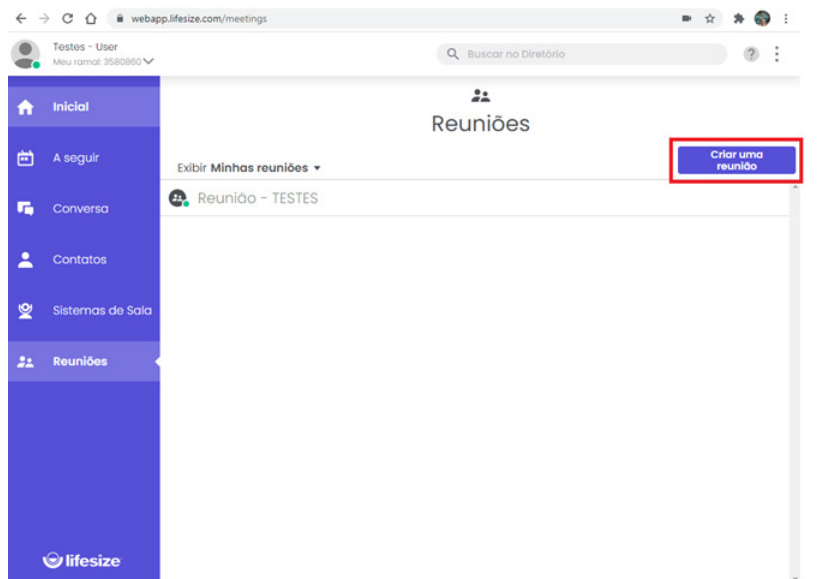 webapp.lifesize.com/meetings
Testes - User
Meu ramal: 3580860
Buscar no Diretório
?
Inicial
A seguir
Conversa
Contatos
Sistemas de Sala
Reuniões
lifesize
Reuniões
Exibir Minhas reuniões
Criar uma
reunião
Reunião - TESTES